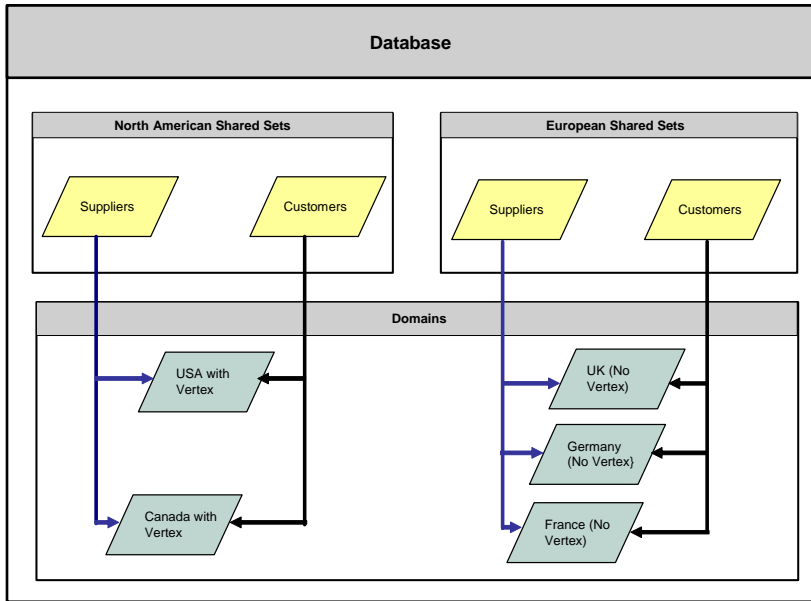 Database
North American Shared Sets
European Shared Sets
Suppliers
Customers
Suppliers
Customers
Domains
USA with
Vertex
UK (No
Vertex)
Germany
(No Vertex}
Canada with
Vertex
France (No
Vertex)